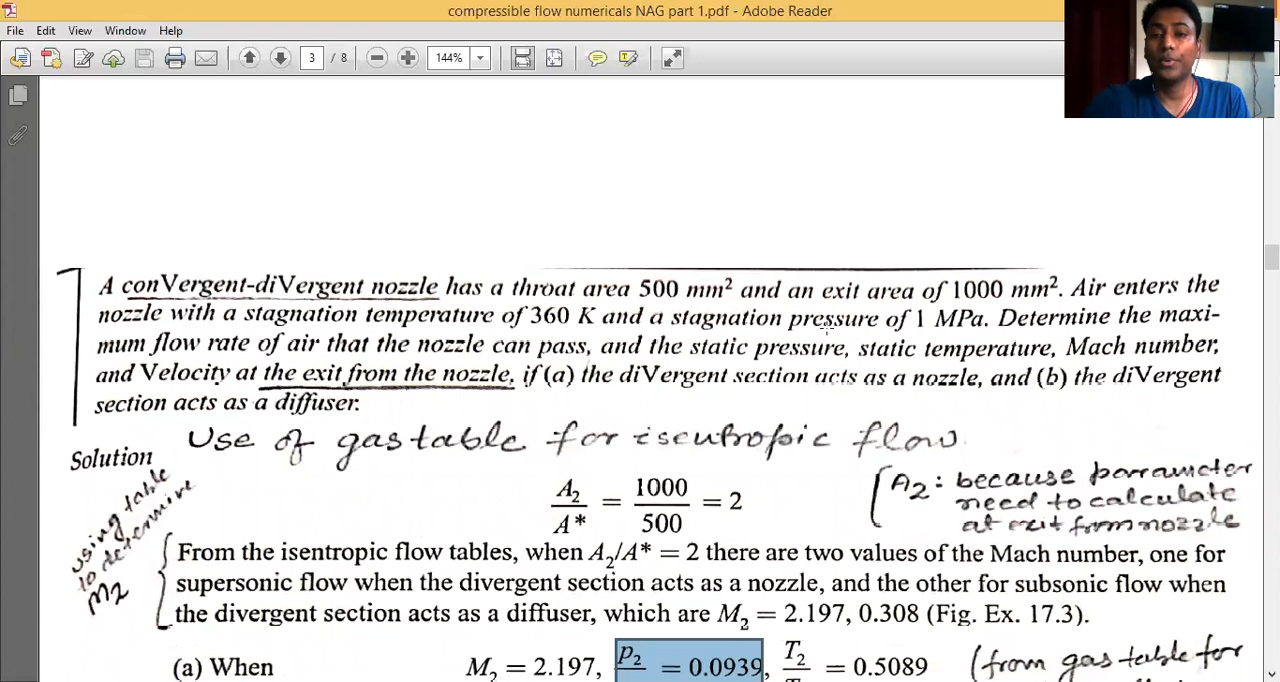 compressible flow numericals NAG part 1.pdf - Adobe Reader
File Edit View Window Help
3 / 8 144%
A conVergent-diVergent nozzle has a throat area 500 mm² and an exit area of 1000 mm². Air enters the
nozzle with a stagnation temperature of 360 K and a stagnation pressure of 1 MPa. Determine the maxi-
mum flow rate of air that the nozzle can pass, and the static pressure, static temperature, Mach number,
and Velocity at the exit from the nozzle, if (a) the diVergent section acts as a nozzle, and (b) the diVergent
section acts as a diffuser.
Use of gas table for isentropic flow.
Solution
using table
to determine
M2
A₂/A* = 1000/500 = 2
A2: because parrameter
need to calculate
at exit from nozzle
From the isentropic flow tables, when A₂/A* = 2 there are two values of the Mach number, one for
supersonic flow when the divergent section acts as a nozzle, and the other for subsonic flow when
the divergent section acts as a diffuser, which are M₂ = 2.197, 0.308 (Fig. Ex. 17.3).
(a) When M₂ = 2.197, p₂ = 0.0939, T₂ = 0.5089 (from gas table for